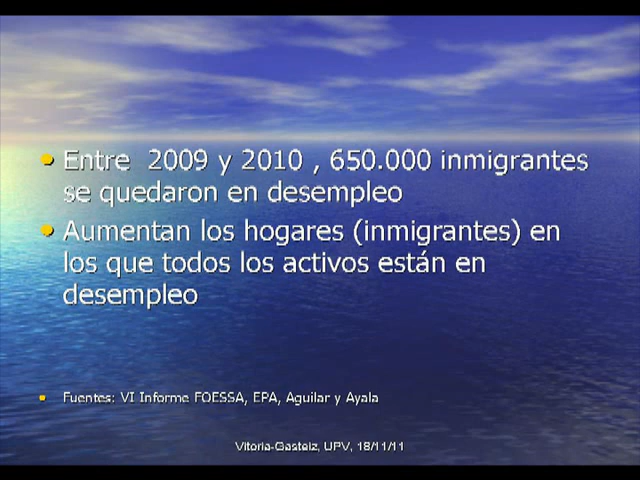 Entre 2009 y 2010 , 650.000 inmigrantes
se quedaron en desempleo
Aumentan los hogares (inmigrantes) en
los que todos los activos están en
desempleo
Fuentes: VI Informe FOESSA, EPA, Aguilar y Ayala
Vitoria-Gasteiz, UPV, 18/11/11